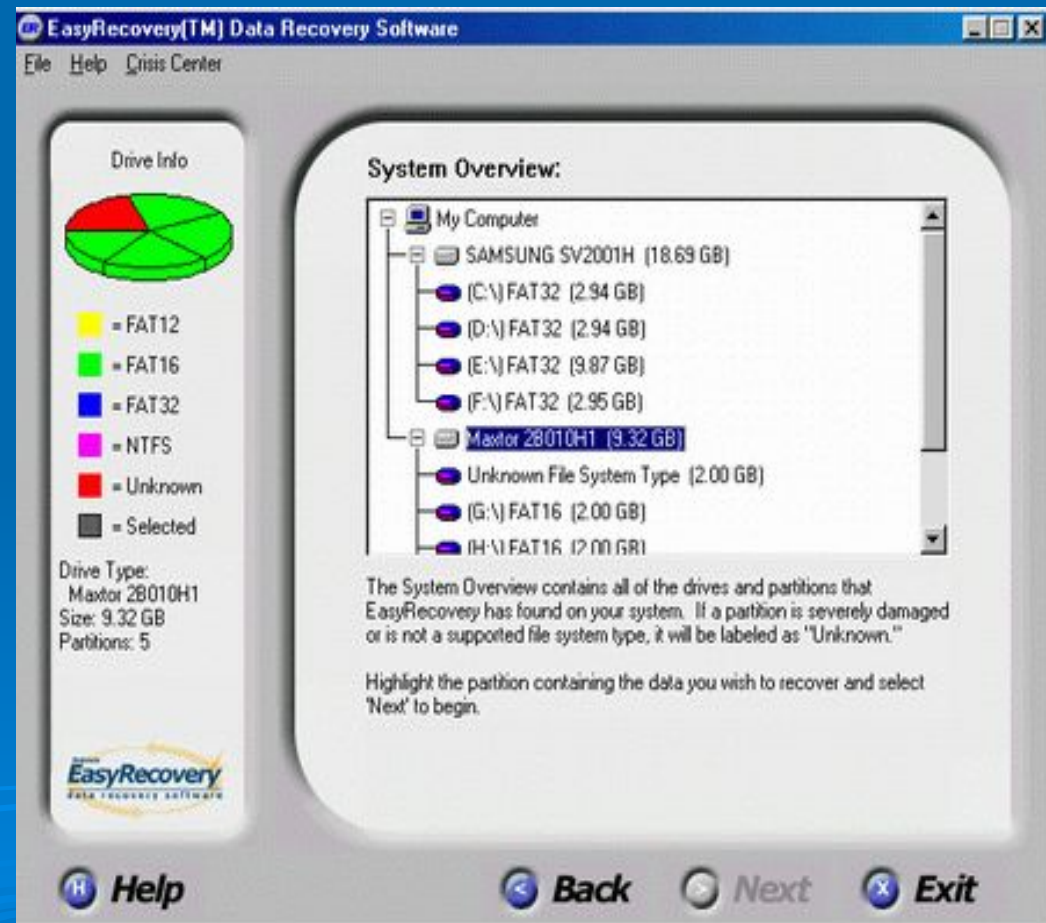 EasyRecovery(TM) Data Recovery Software
File Help Crisis Center
Drive Info
= FAT12
= FAT16
= FAT32
= NTFS
= Unknown
= Selected
Drive Type:
Maxtor 2B010H1
Size: 9.32 GB
Partitions: 5
EasyRecovery
data recovery software
System Overview:
My Computer
SAMSUNG SV2001H (18.69 GB)
(C:\) FAT32 (2.94 GB)
(D:\) FAT32 (2.94 GB)
(E:\) FAT32 (9.87 GB)
(F:\) FAT32 (2.95 GB)
Maxtor 2B010H1 (9.32 GB)
Unknown File System Type (2.00 GB)
(G:\) FAT16 (2.00 GB)
(H:\) FAT16 (2.00 GB)
The System Overview contains all of the drives and partitions that
EasyRecovery has found on your system. If a partition is severely damaged
or is not a supported file system type, it will be labeled as "Unknown."
Highlight the partition containing the data you wish to recover and select
'Next' to begin.
H Help
< Back
> Next
X Exit